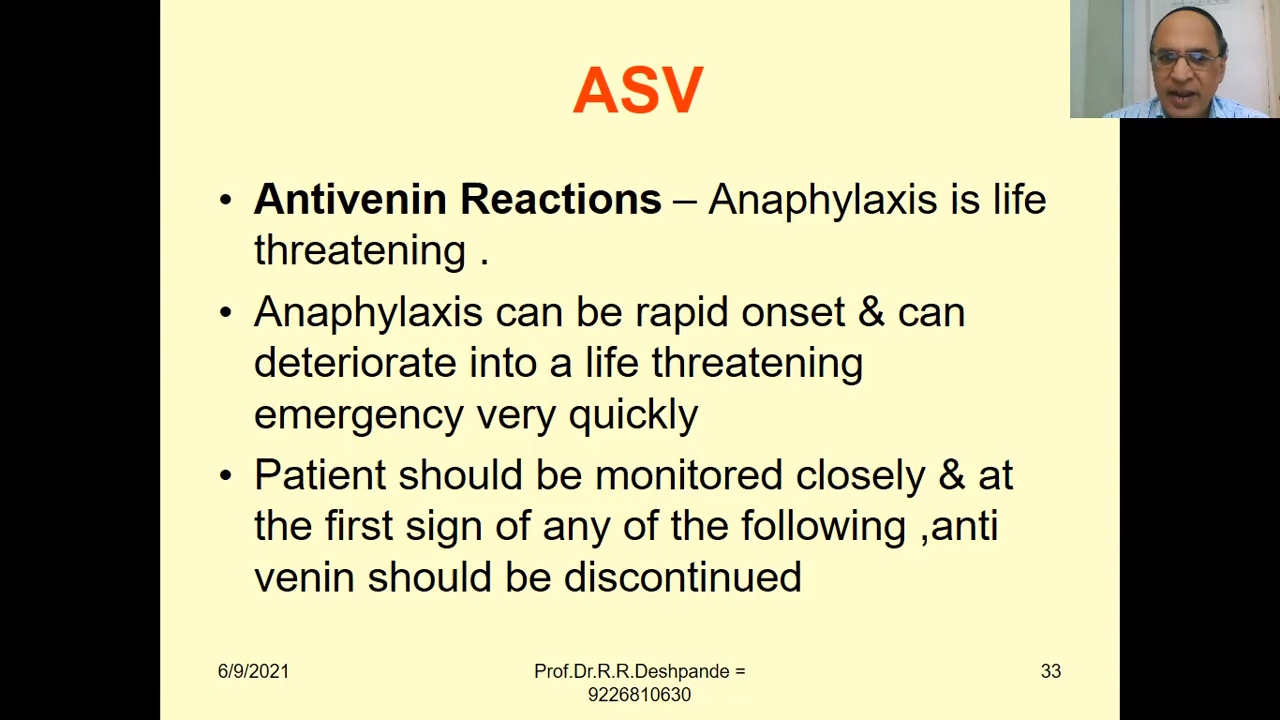 ASV
• Antivenin Reactions – Anaphylaxis is life
threatening .
• Anaphylaxis can be rapid onset & can
deteriorate into a life threatening
emergency very quickly
• Patient should be monitored closely & at
the first sign of any of the following ,anti
venin should be discontinued
6/9/2021
Prof.Dr.R.R.Deshpande =
9226810630
33